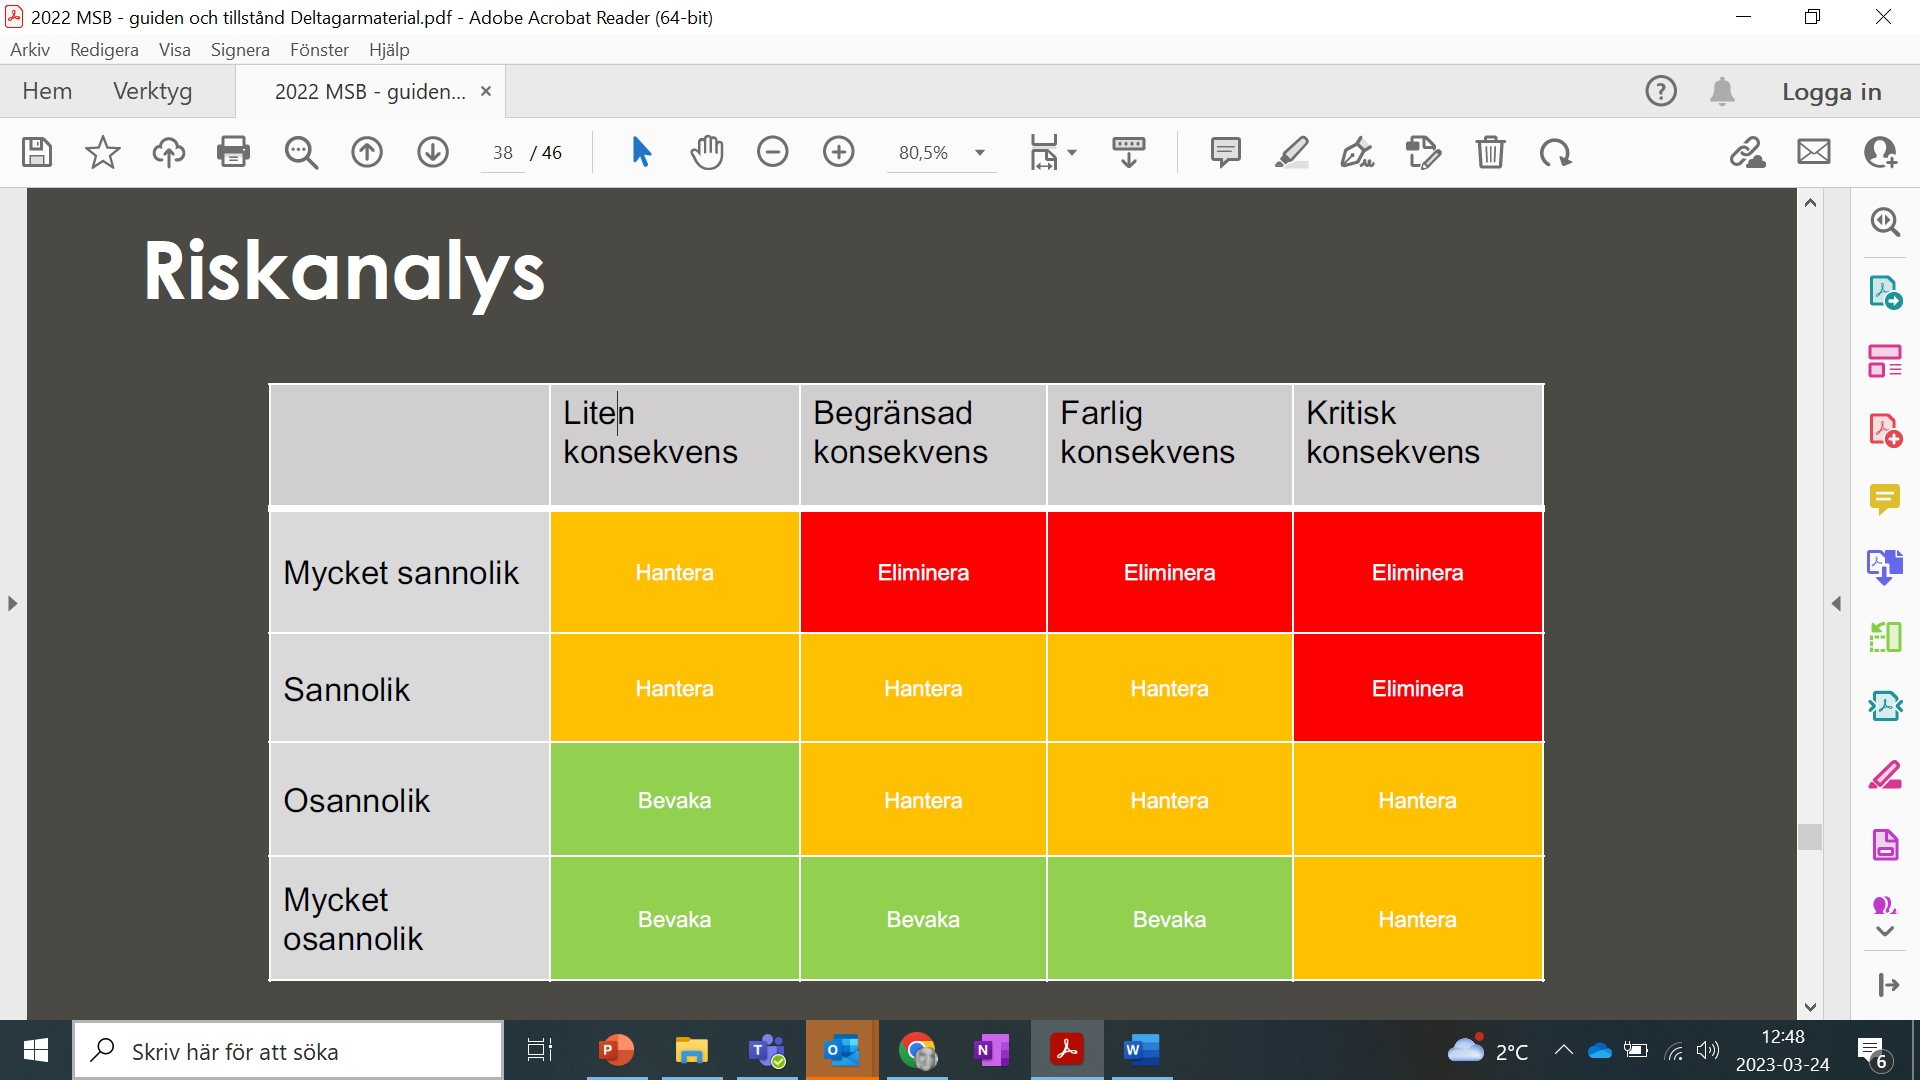 2022 MSB - guiden och tillstånd Deltagarmaterial.pdf - Adobe Acrobat Reader (64-bit)
Arkiv Redigera Visa Signera Fönster Hjälp
Hem Verktyg 2022 MSB - guiden... × Logga in
38 / 46 80,5%
Riskanalys
Liten konsekvens
Begränsad konsekvens
Farlig konsekvens
Kritisk konsekvens
Mycket sannolik Hantera Eliminera Eliminera Eliminera
Sannolik Hantera Hantera Hantera Eliminera
Osannolik Bevaka Hantera Hantera Hantera
Mycket osannolik Bevaka Bevaka Bevaka Hantera
Skriv här för att söka
2°C
12:48
2023-03-24
6